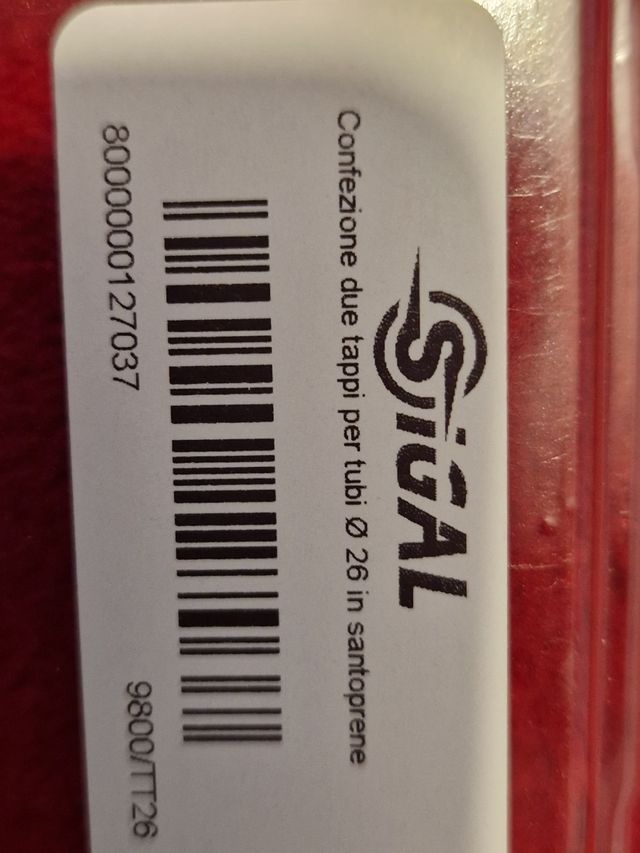 SiGAL
Confezione due tappi per tubi Ø 26 in santoprene
8000000127037
9800/TT26